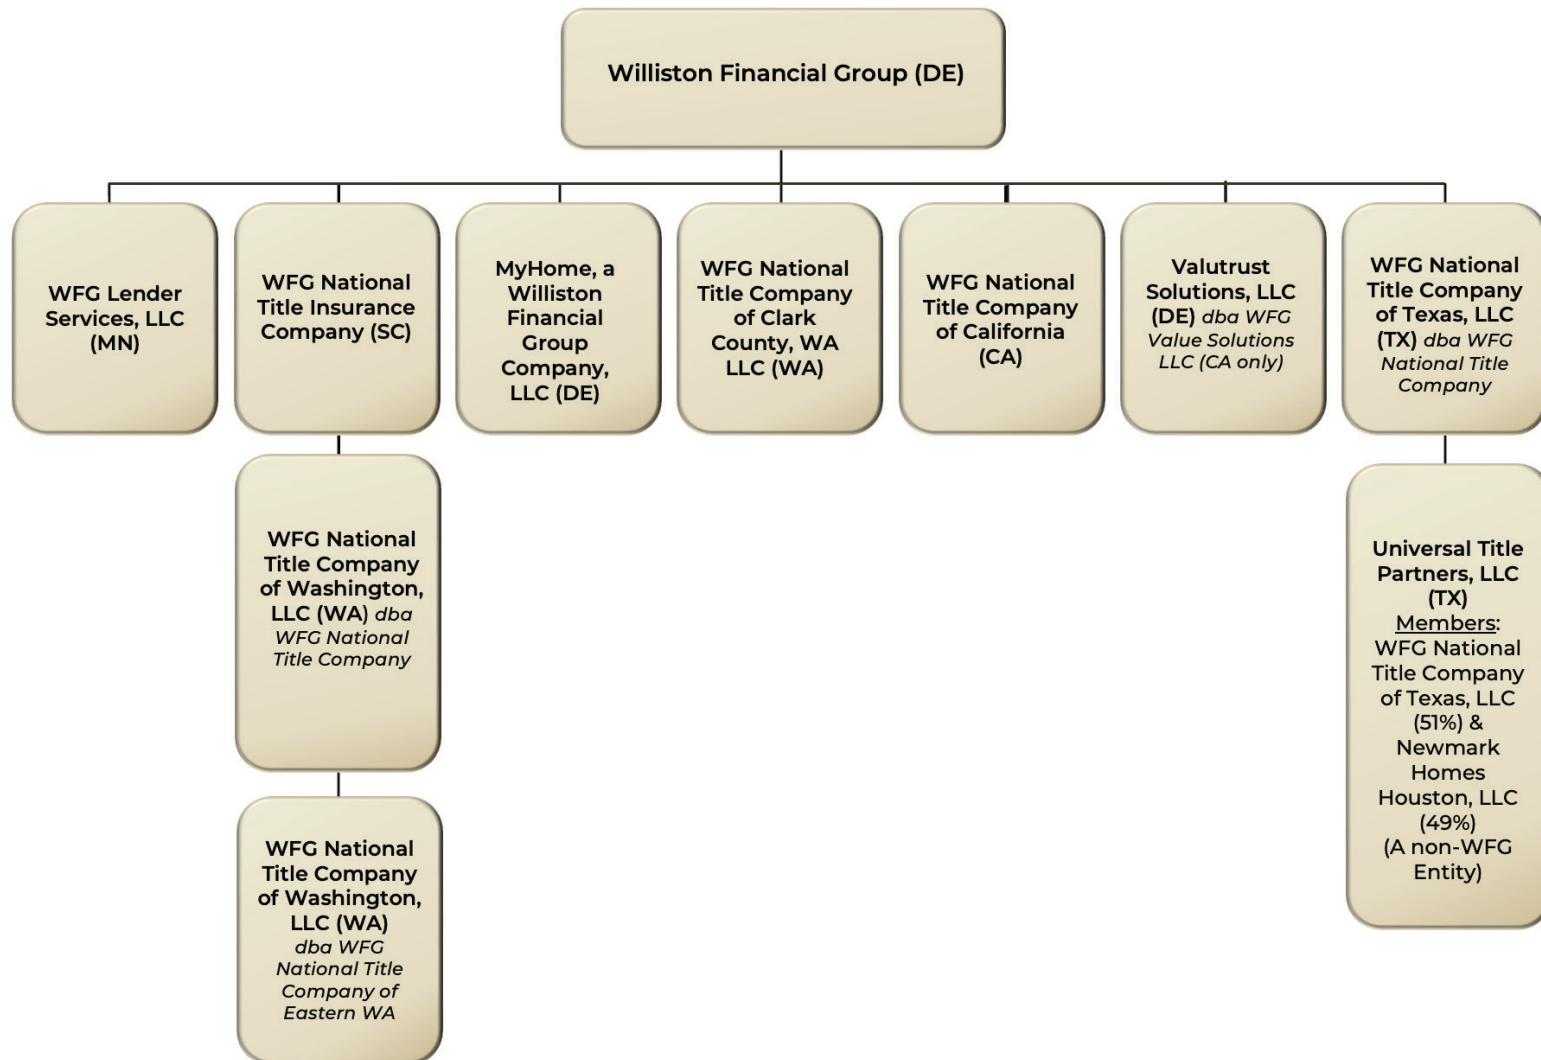 Williston Financial Group (DE)
WFG Lender
Services, LLC
(MN)
WFG National
Title Insurance
Company (SC)
MyHome, a
Williston
Financial
Group
Company,
LLC (DE)
WFG National
Title Company
of Clark
County, WA
LLC (WA)
WFG National
Title Company
of California
(CA)
Valutrust
Solutions, LLC
(DE) dba WFG
Value Solutions
LLC (CA only)
WFG National
Title Company
of Texas, LLC
(TX) dba WFG
National Title
Company
WFG National
Title Company
of Washington,
LLC (WA) dba
WFG National
Title Company
WFG National
Title Company
of Washington,
LLC (WA)
dba WFG
National Title
Company of
Eastern WA
Universal Title
Partners, LLC
(TX)
Members:
WFG National
Title Company
of Texas, LLC
(51%) &
Newmark
Homes
Houston, LLC
(49%)
(A non-WFG
Entity)